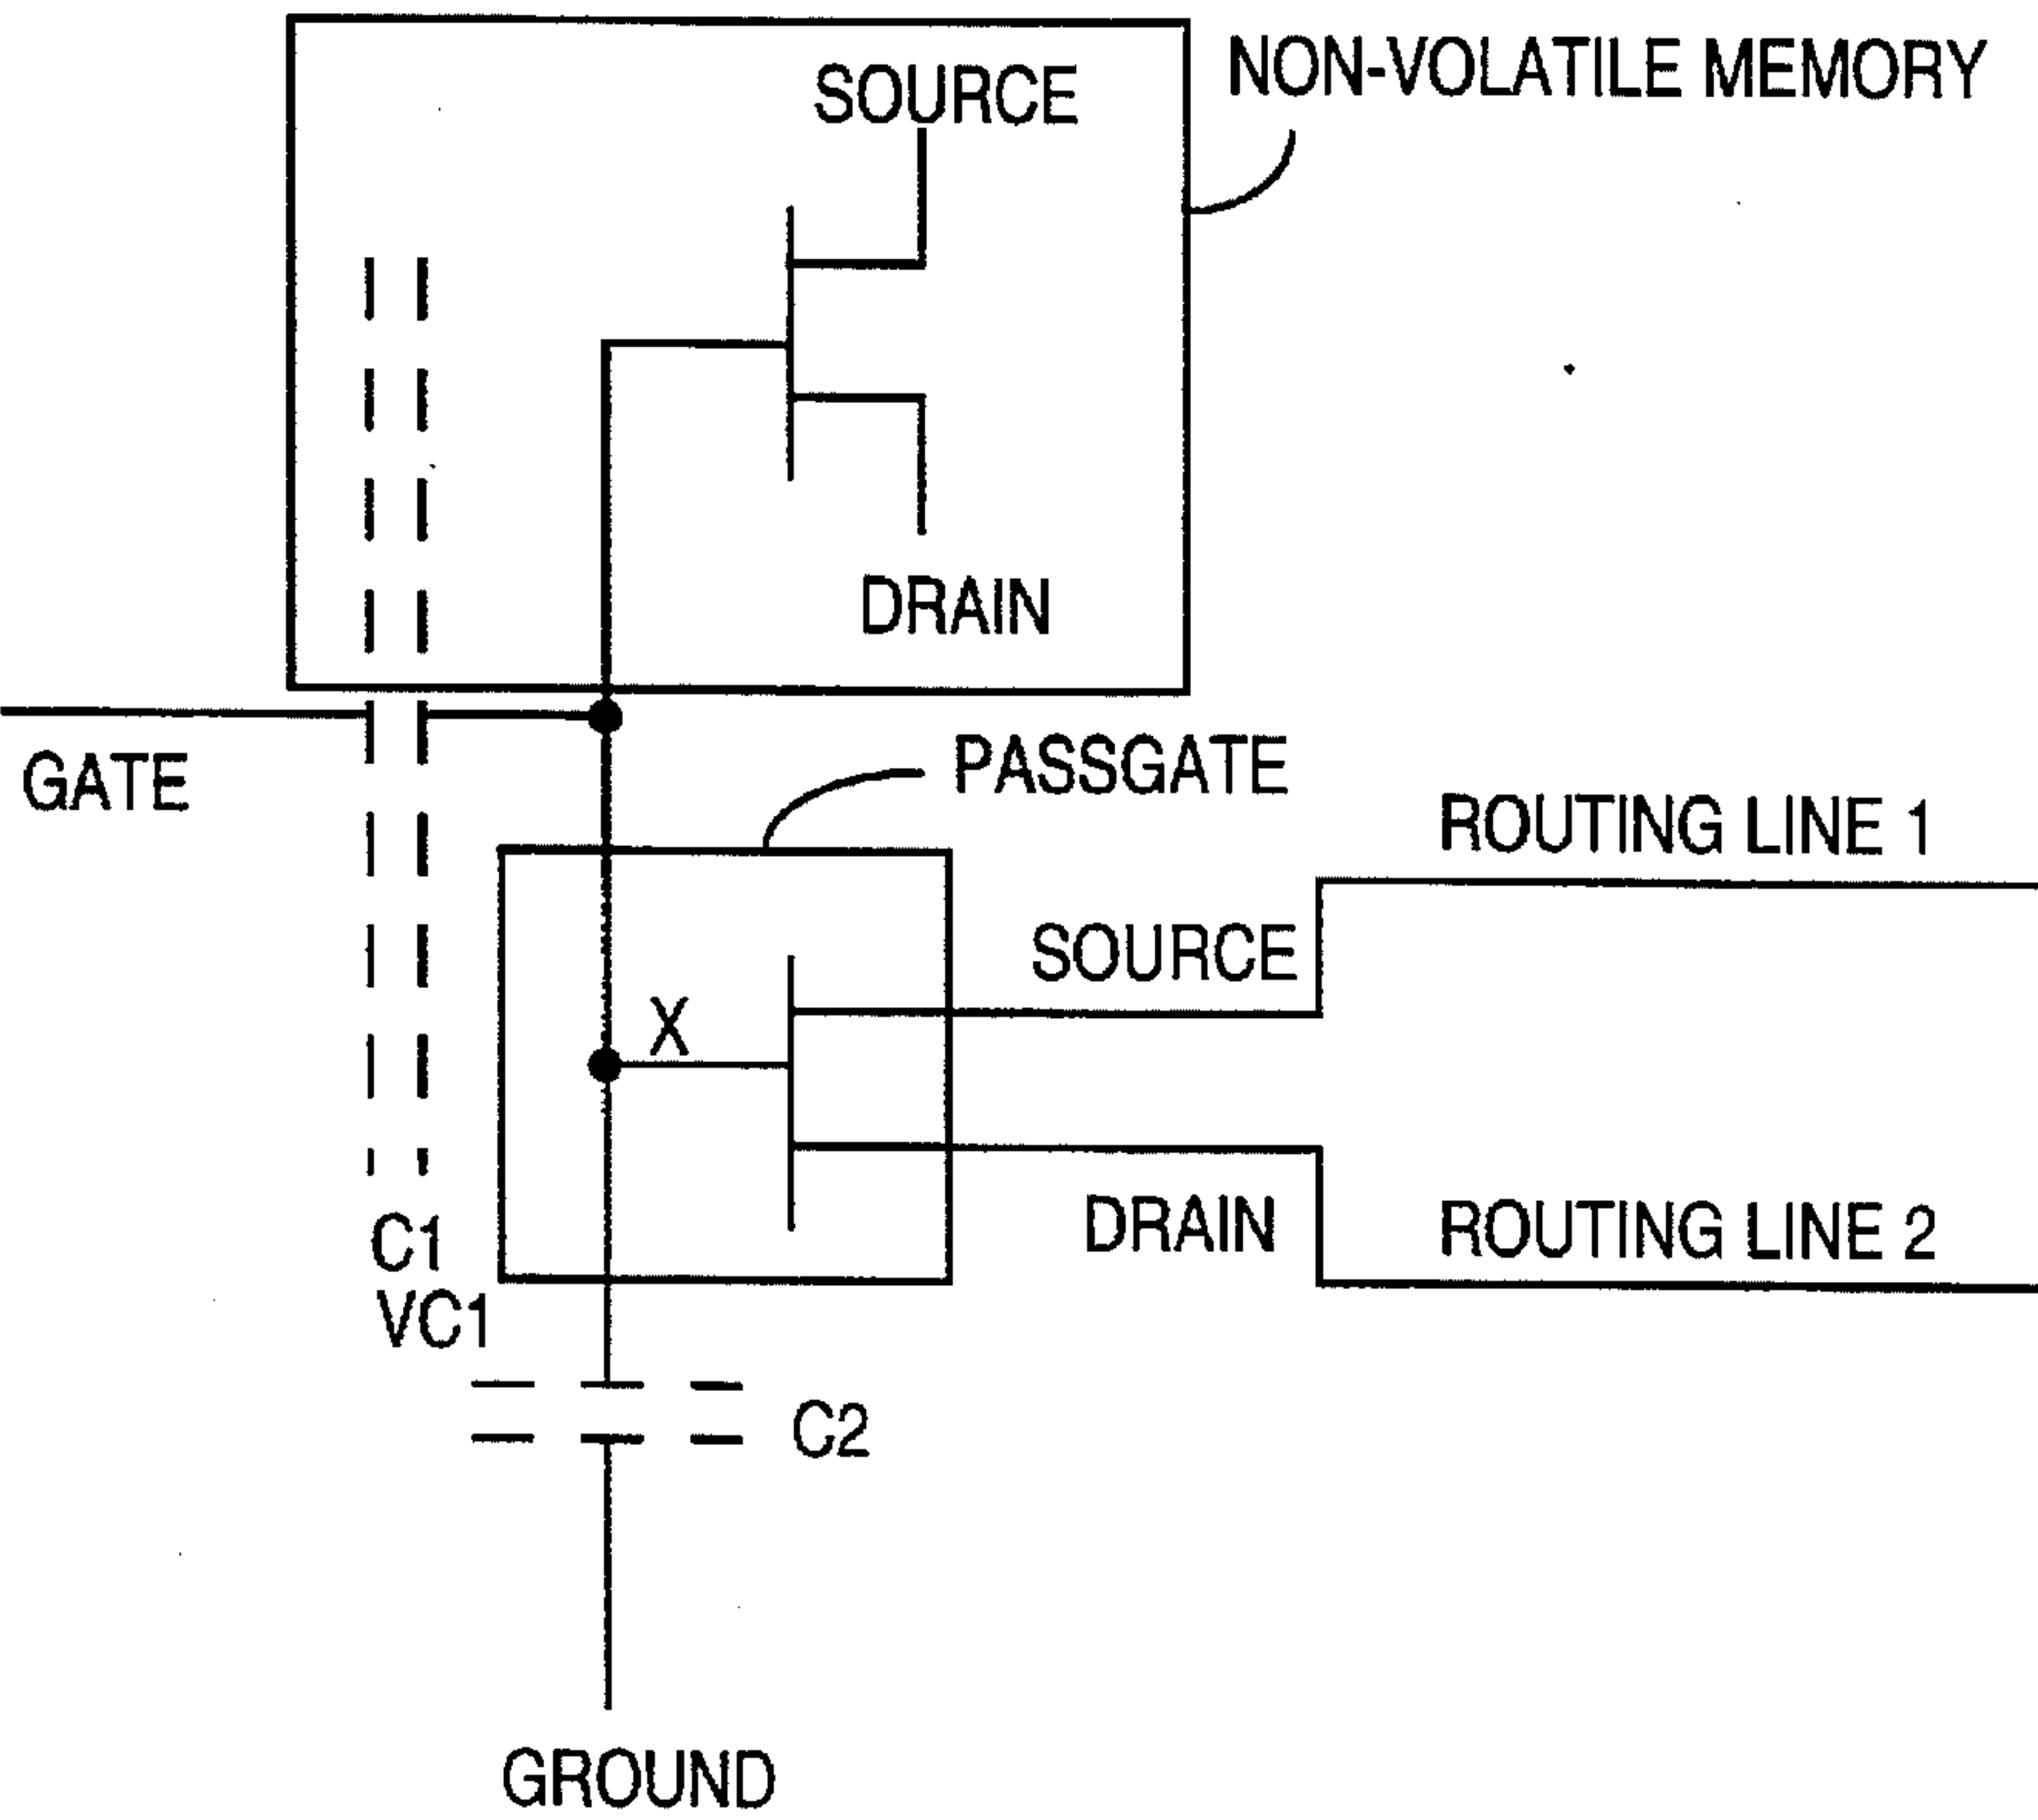 NON-VOLATILE MEMORY
SOURCE
DRAIN
GATE
PASSGATE
ROUTING LINE 1
SOURCE
X
DRAIN
ROUTING LINE 2
C1
VC1
C2
GROUND